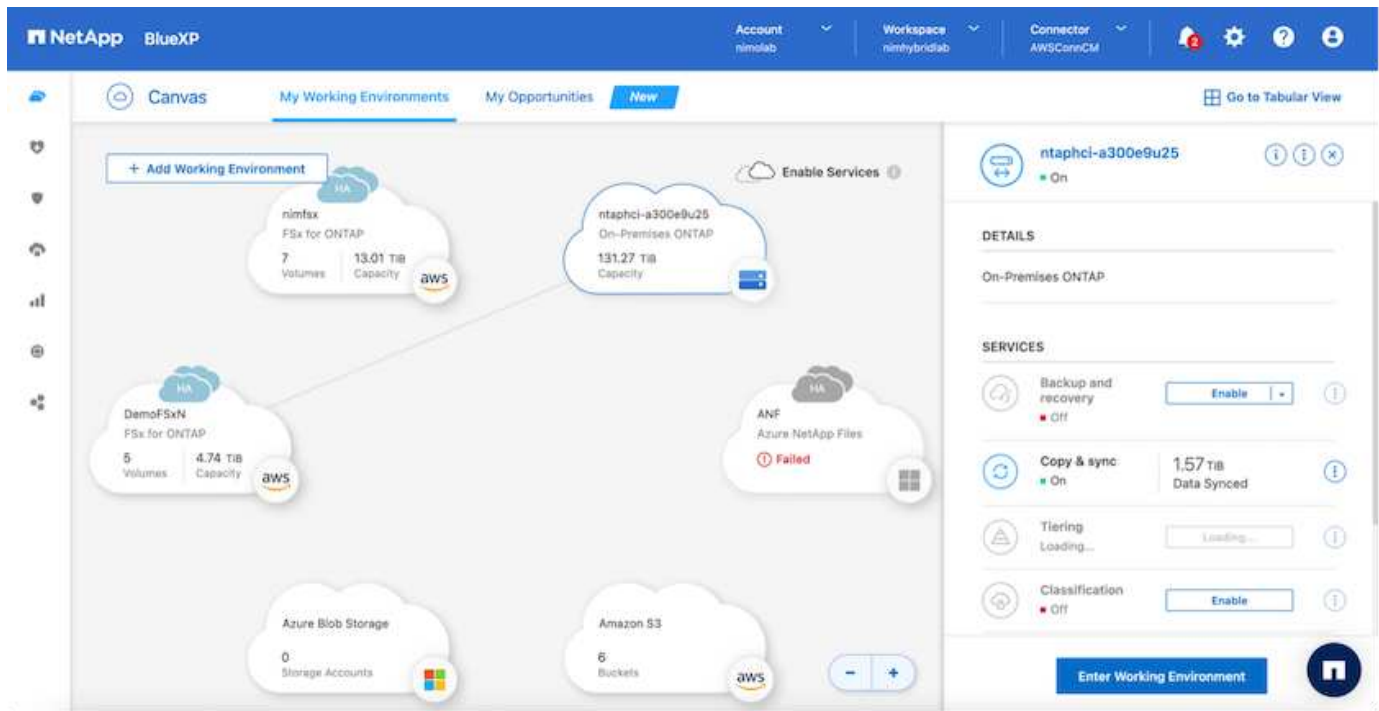 NetApp BlueXP
Account
nimolab
Workspace
nimhybridlab
Connector
AWSConnCM
2
Canvas
My Working Environments
My Opportunities
New
Go to Tabular View
+ Add Working Environment
Enable Services
HA
nimfsx
FSx for ONTAP
7
Volumes
13.01 TiB
Capacity
aws
ntaphci-a300e9u25
On-Premises ONTAP
131.27 TiB
Capacity
HA
DemoFSxN
FSx for ONTAP
5
Volumes
4.74 TiB
Capacity
aws
HA
ANF
Azure NetApp Files
Failed
Azure Blob Storage
0
Storage Accounts
Amazon S3
6
Buckets
aws
- +
ntaphci-a300e9u25
On
DETAILS
On-Premises ONTAP
SERVICES
Backup and
recovery
Off
Enable
Copy & sync
On
1.57 TiB
Data Synced
Tiering
Loading...
Loading...
Classification
Off
Enable
Enter Working Environment